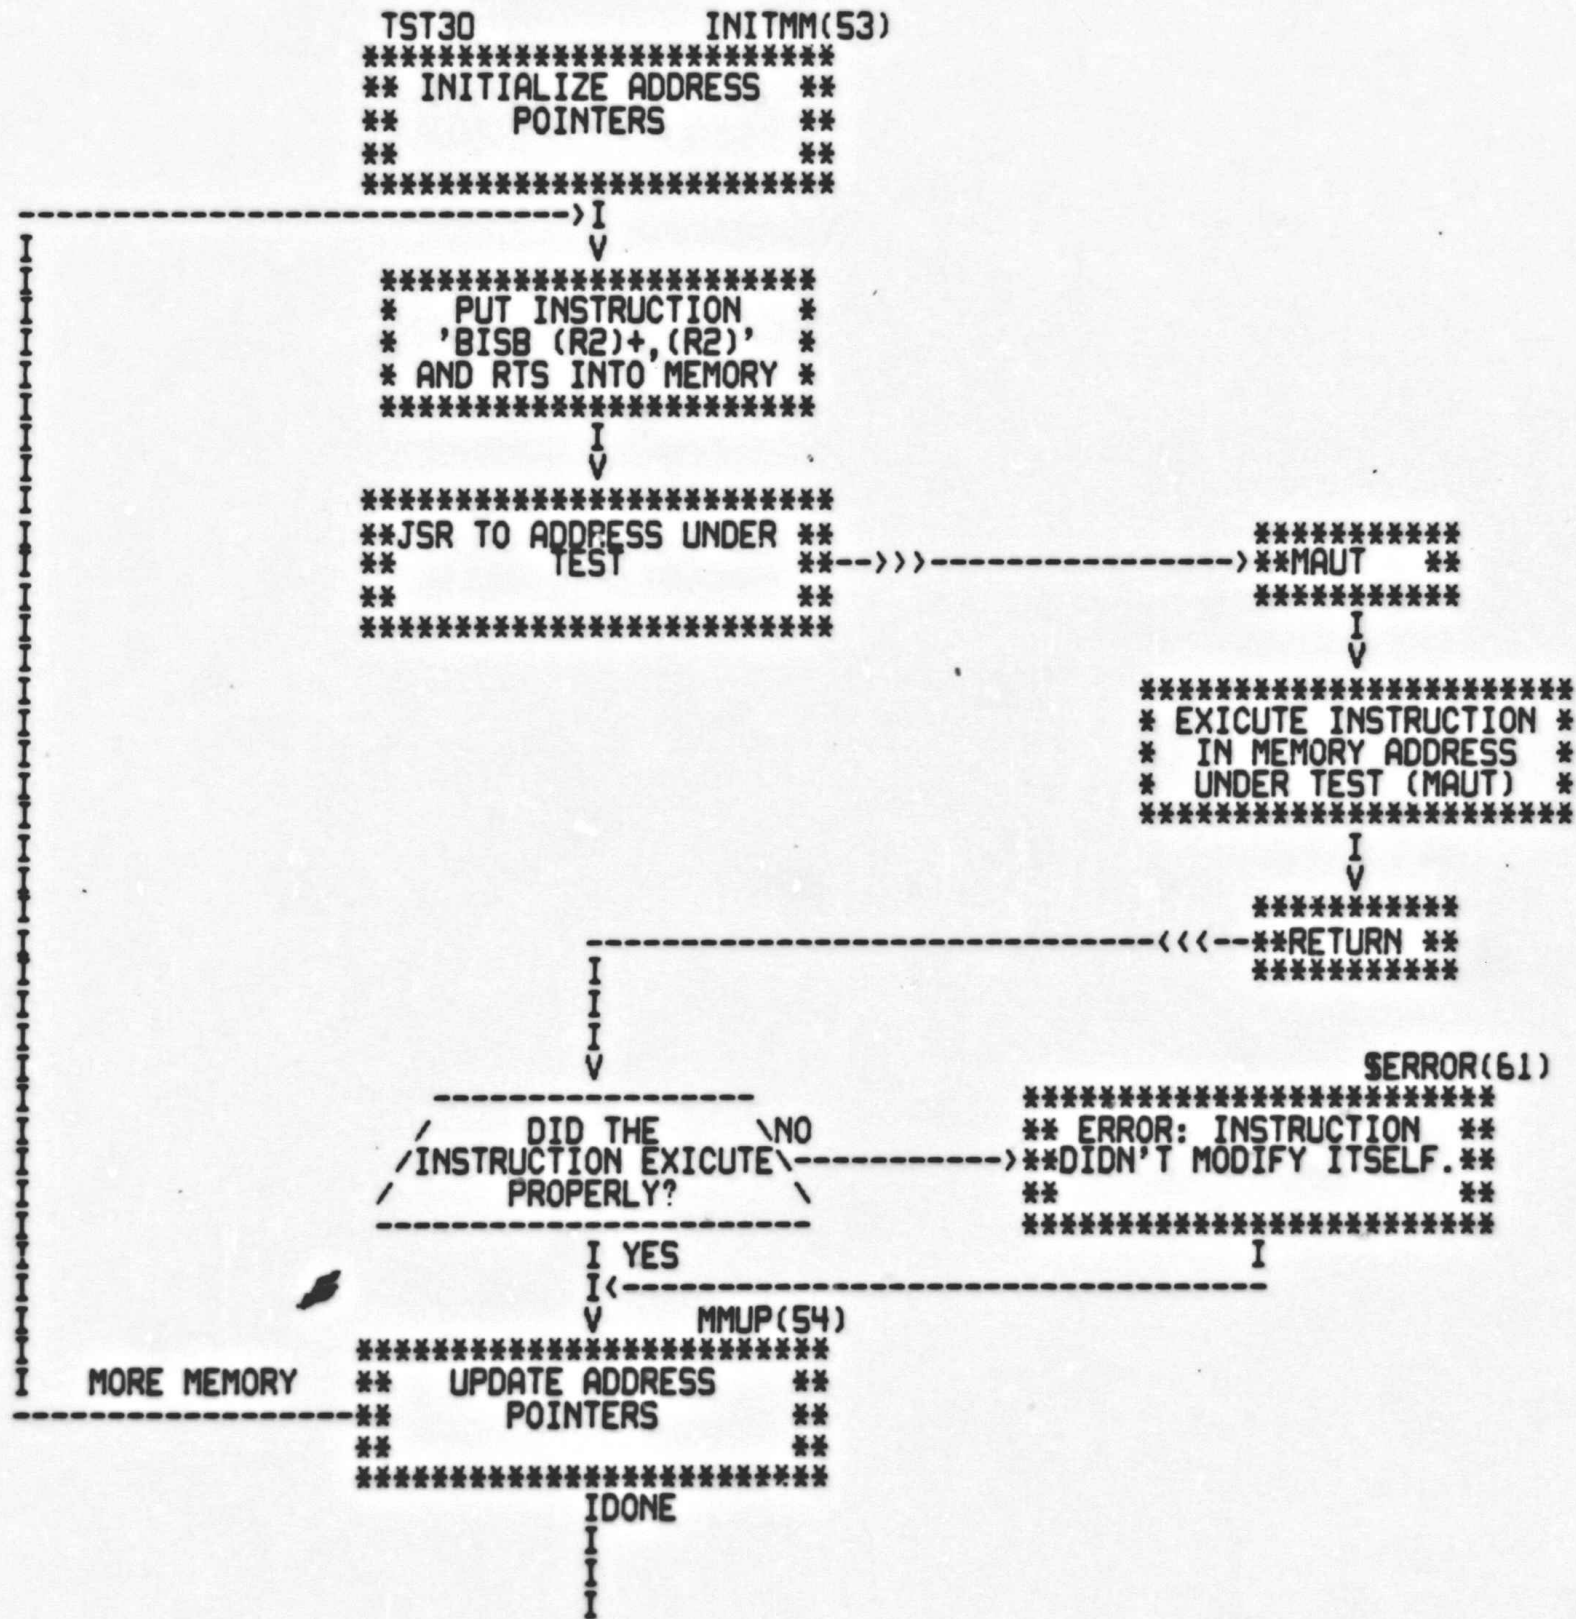 TST30 INITMM(53)
************************
** INITIALIZE ADDRESS **
** POINTERS **
** **
************************
----------------------------->I
V
***********************
* PUT INSTRUCTION *
* 'BISB (R2)+,(R2)' *
* AND RTS INTO MEMORY *
***********************
I
V
************************
**JSR TO ADDRESS UNDER **
** TEST **-->>>---------------->**MAUT **
** **
************************
I
V
***********************
* EXICUTE INSTRUCTION *
* IN MEMORY ADDRESS *
* UNDER TEST (MAUT) *
***********************
I
V
***********
------------------------------<<<--**RETURN **
***********
I
I
I
V
$ERROR(61)
-----------------
/ DID THE \NO ** ERROR: INSTRUCTION **
/INSTRUCTION EXICUTE\----------->**DIDN'T MODIFY ITSELF.**
/ PROPERLY? \ ** **
-----------------------
I YES I
I<----------------------------------
V MMUP(54)
************************
I MORE MEMORY ** UPDATE ADDRESS **
------------------** POINTERS **
** **
************************
IDONE
I
I
I